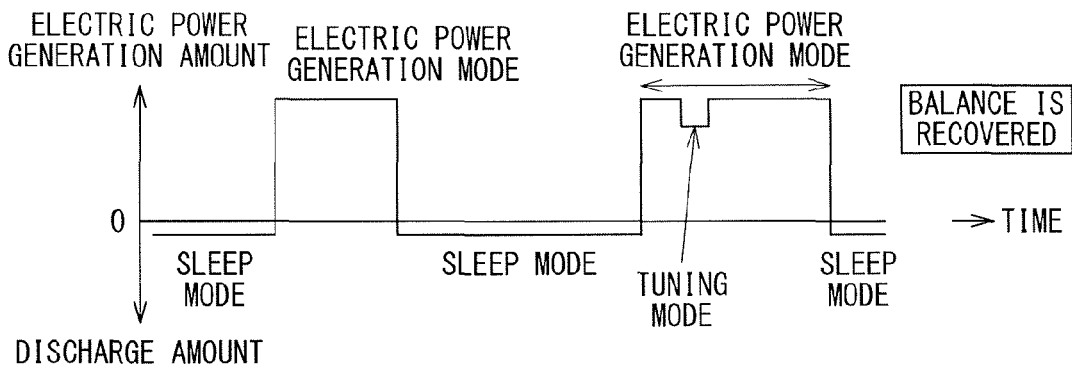 ELECTRIC POWER
GENERATION AMOUNT
ELECTRIC POWER
GENERATION MODE
ELECTRIC POWER
GENERATION MODE
BALANCE IS
RECOVERED
0
TIME
SLEEP
MODE
SLEEP MODE
TUNING
MODE
SLEEP
MODE
DISCHARGE AMOUNT